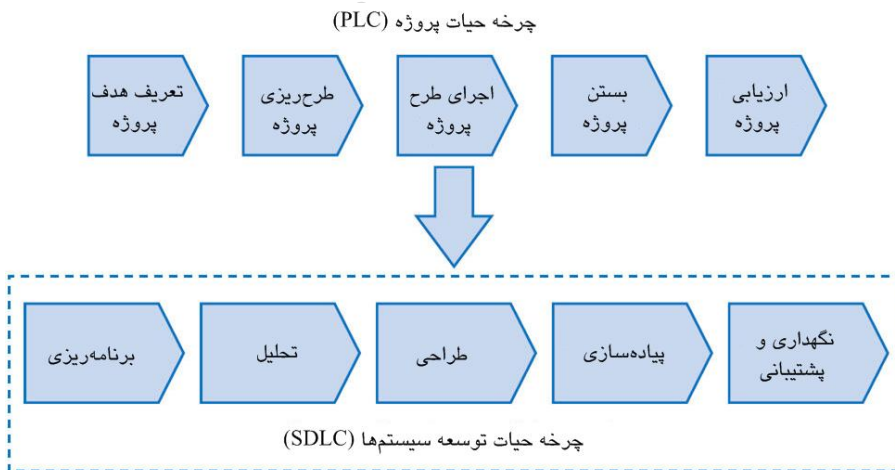 چرخه حیات پروژه (PLC)
تعریف هدف
پروژه
طرح‌ریزی
پروژه
اجرای طرح
پروژه
بستن
پروژه
ارزیابی
پروژه
برنامه‌ریزی
تحلیل
طراحی
پیاده‌سازی
نگهداری و
پشتیبانی
چرخه حیات توسعه سیستم‌ها (SDLC)